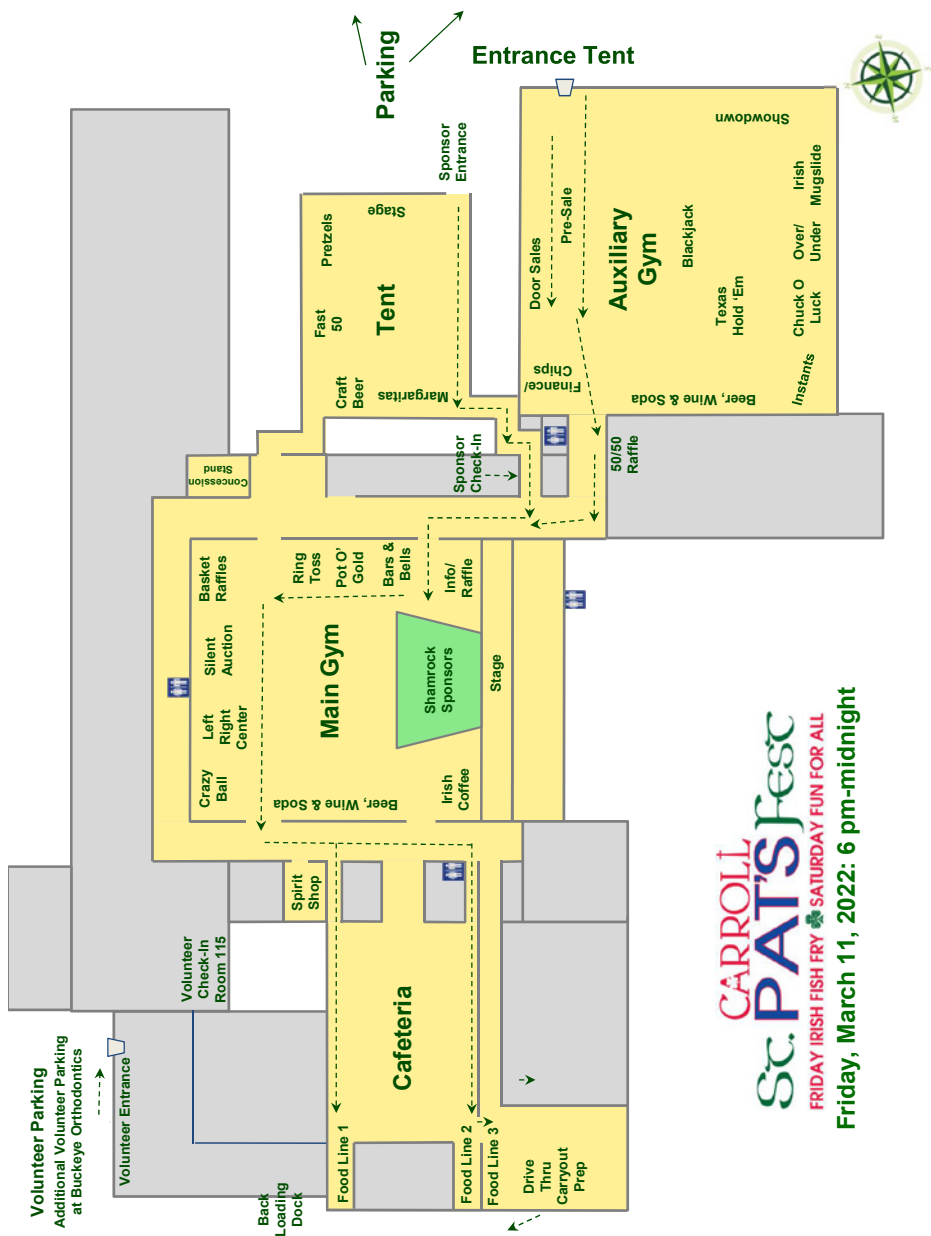 Parking
Entrance Tent
Sponsor
Entrance
Stage
Pretzels
Fast
50
Tent
Craft
Beer
Margaritas
Showdown
Door Sales
Pre-Sale
Auxiliary
Gym
Blackjack
Irish
Mugslide
Over/
Under
Texas
Hold ‘Em
Chuck O
Luck
Instants
Finance/
Chips
Beer, Wine & Soda
Sponsor
Check-In
50/50
Raffle
Concession
Stand
Basket
Raffles
Ring
Toss
Pot O’
Gold
Bars &
Bells
Info/
Raffle
Silent
Auction
Main Gym
Shamrock
Sponsors
Stage
Left
Right
Center
Crazy
Ball
Beer, Wine & Soda
Irish
Coffee
Spirit
Shop
Volunteer
Check-In
Room 115
Cafeteria
Volunteer Parking
Additional Volunteer Parking
at Buckeye Orthodontics
Volunteer Entrance
Back
Loading
Dock
Food Line 1
Food Line 2
Food Line 3
Drive
Thru
Carryout
Prep
CARROLL
St. PAT'S fest
FRIDAY IRISH FISH FRY SATURDAY FUN FOR ALL
Friday, March 11, 2022: 6 pm-midnight